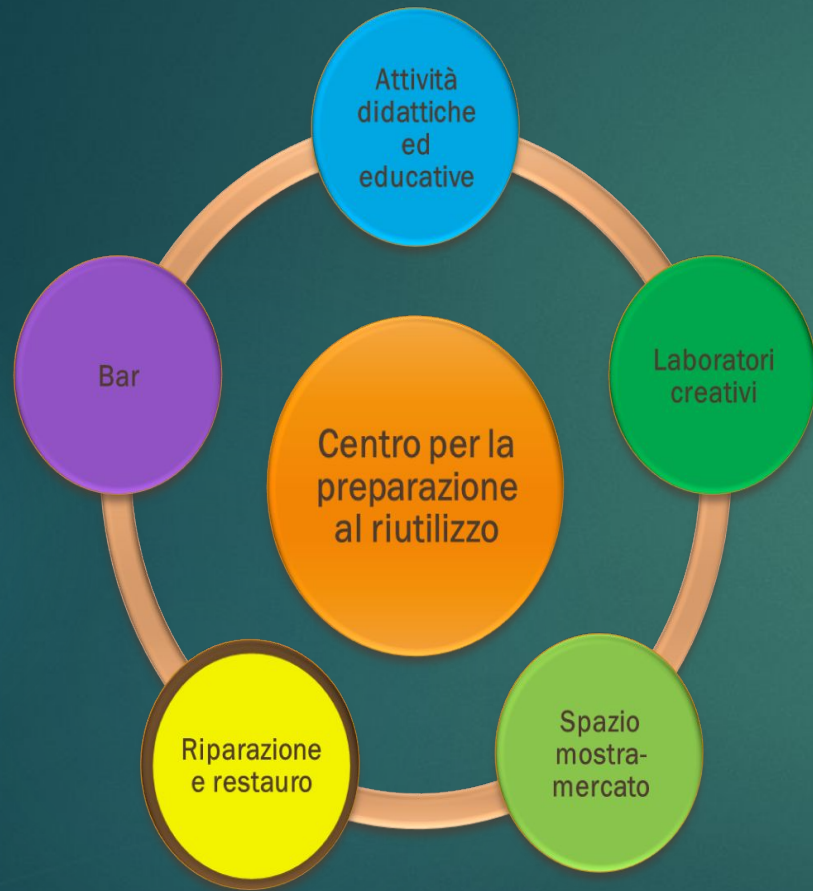 Attività
didattiche
ed
educative
Bar
Laboratori
creativi
Centro per la
preparazione
al riutilizzo
Riparazione
e restauro
Spazio
mostra-
mercato